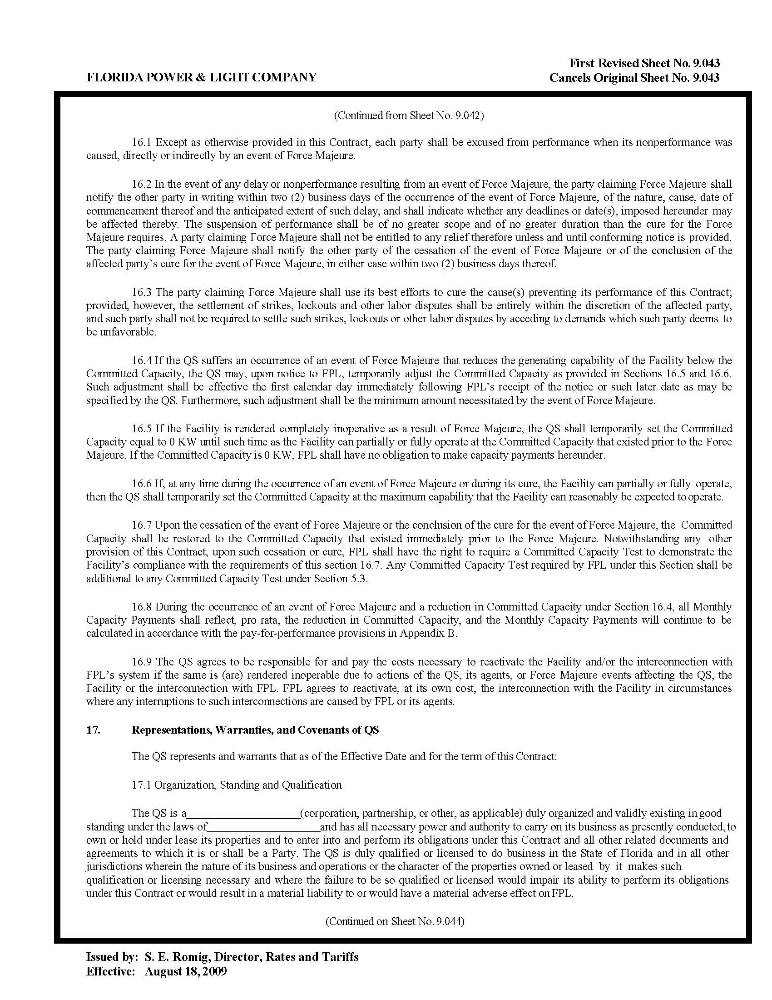 First Revised Sheet No. 9.043
FLORIDA POWER & LIGHT COMPANY
Cancels Original Sheet No. 9.043
(Continued from Sheet No. 9.042)
16.1 Except as otherwise provided in this Contract, each party shall be excused from performance when its nonperformance was
caused, directly or indirectly by an event of Force Majeure.
16.2 In the event of any delay or nonperformance resulting from an event of Force Majeure, the party claiming Force Majeure shall
notify the other party in writing within two (2) business days of the occurrence of the event of Force Majeure, of the nature, cause, date of
commencement thereof and the anticipated extent of such delay, and shall indicate whether any deadlines or date(s), imposed hereunder may
be affected thereby. The suspension of performance shall be of no greater scope and of no greater duration than the cure for the Force
Majeure requires. A party claiming Force Majeure shall not be entitled to any relief therefore unless and until conforming notice is provided.
The party claiming Force Majeure shall notify the other party of the cessation of the event of Force Majeure or of the conclusion of the
affected party's cure for the event of Force Majeure, in either case within two (2) business days thereof.
16.3 The party claiming Force Majeure shall use its best efforts to cure the cause(s) preventing its performance of this Contract;
provided, however, the settlement of strikes, lockouts and other labor disputes shall be entirely within the discretion of the affected party,
and such party shall not be required to settle such strikes, lockouts or other labor disputes by acceding to demands which such party deems to
be unfavorable.
16.4 If the QS suffers an occurrence of an event of Force Majeure that reduces the generating capability of the Facility below the
Committed Capacity, the QS may, upon notice to FPL, temporarily adjust the Committed Capacity as provided in Sections 16.5 and 16.6.
Such adjustment shall be effective the first calendar day immediately following FPL's receipt of the notice or such later date as may be
specified by the QS. Furthermore, such adjustment shall be the minimum amount necessitated by the event of Force Majeure.
16.5 If the Facility is rendered completely inoperative as a result of Force Majeure, the QS shall temporarily set the Committed
Capacity equal to 0 KW until such time as the Facility can partially or fully operate at the Committed Capacity that existed prior to the Force
Majeure. If the Committed Capacity is 0 KW, FPL shall have no obligation to make capacity payments hereunder.
16.6 If, at any time during the occurrence of an event of Force Majeure or during its cure, the Facility can partially or fully operate,
then the QS shall temporarily set the Committed Capacity at the maximum capability that the Facility can reasonably be expected to operate.
16.7 Upon the cessation of the event of Force Majeure or the conclusion of the cure for the event of Force Majeure, the Committed
Capacity shall be restored to the Committed Capacity that existed immediately prior to the Force Majeure. Notwithstanding any other
provision of this Contract, upon such cessation or cure, FPL shall have the right to require a Committed Capacity Test to demonstrate the
Facility's compliance with the requirements of this section 16.7. Any Committed Capacity Test required by FPL under this Section shall be
additional to any Committed Capacity Test under Section 5.3.
16.8 During the occurrence of an event of Force Majeure and a reduction in Committed Capacity under Section 16.4, all Monthly
Capacity Payments shall reflect, pro rata, the reduction in Committed Capacity, and the Monthly Capacity Payments will continue to be
calculated in accordance with the pay-for-performance provisions in Appendix B.
16.9 The QS agrees to be responsible for and pay the costs necessary to reactivate the Facility and/or the interconnection with
FPL's system if the same is (are) rendered inoperable due to actions of the QS, its agents, or Force Majeure events affecting the QS, the
Facility or the interconnection with FPL. FPL agrees to reactivate, at its own cost, the interconnection with the Facility in circumstances
where any interruptions to such interconnections are caused by FPL or its agents.
17. Representations, Warranties, and Covenants of QS
The QS represents and warrants that as of the Effective Date and for the term of this Contract:
17.1 Organization, Standing and Qualification
The QS is a____________________(corporation, partnership, or other, as applicable) duly organized and validly existing in good
standing under the laws of____________________and has all necessary power and authority to carry on its business as presently conducted, to
own or hold under lease its properties and to enter into and perform its obligations under this Contract and all other related documents and
agreements to which it is or shall be a Party. The QS is duly qualified or licensed to do business in the State of Florida and in all other
jurisdictions wherein the nature of its business and operations or the character of the properties owned or leased by it makes such
qualification or licensing necessary and where the failure to be so qualified or licensed would impair its ability to perform its obligations
under this Contract or would result in a material liability to or would have a material adverse effect on FPL.
(Continued on Sheet No. 9.044)
Issued by: S. E. Romig, Director, Rates and Tariffs
Effective: August 18, 2009